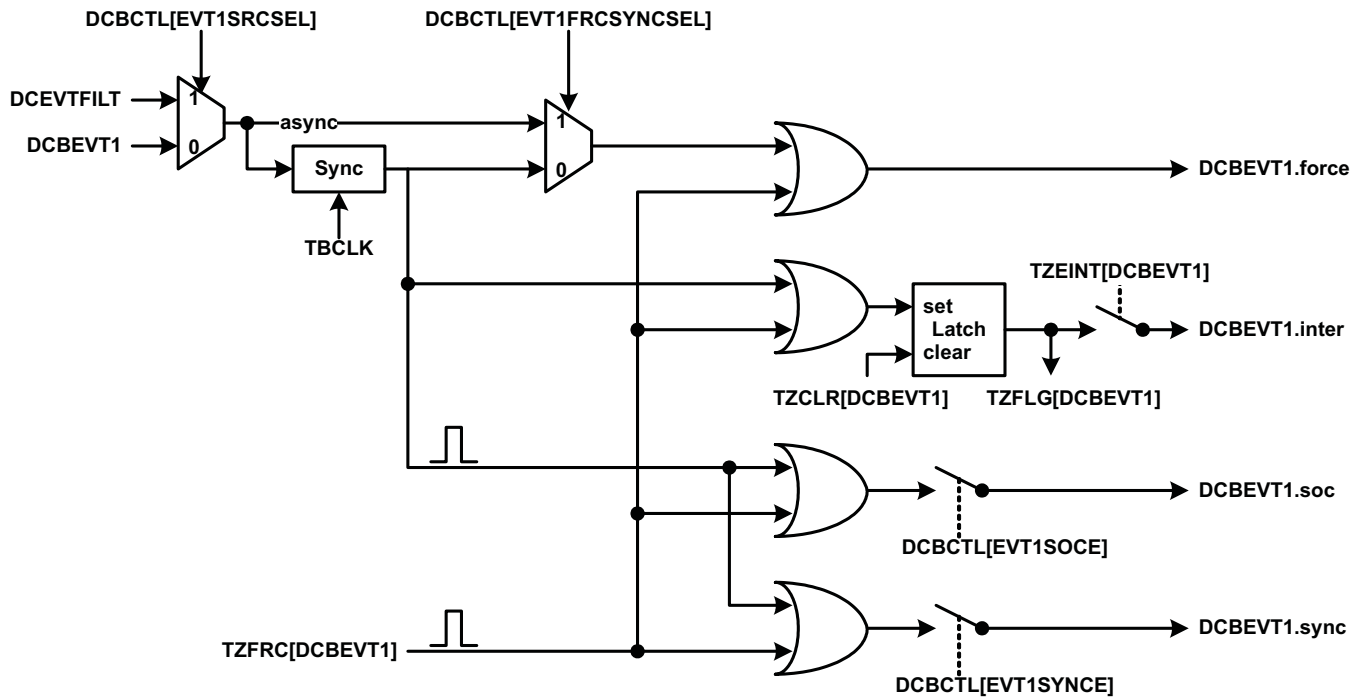 DCBCTL[EVT1SRCSEL]
DCBCTL[EVT1FRCSYNCSEL]
DCEVTFILT
1
DCBEVT1
0
async
1
0
Sync
TBCLK
DCBEVT1.force
TZEINT[DCBEVT1]
set
Latch
clear
DCBEVT1.inter
TZCLR[DCBEVT1]
TZFLG[DCBEVT1]
DCBEVT1.soc
DCBCTL[EVT1SOCE]
TZFRC[DCBEVT1]
DCBEVT1.sync
DCBCTL[EVT1SYNCE]